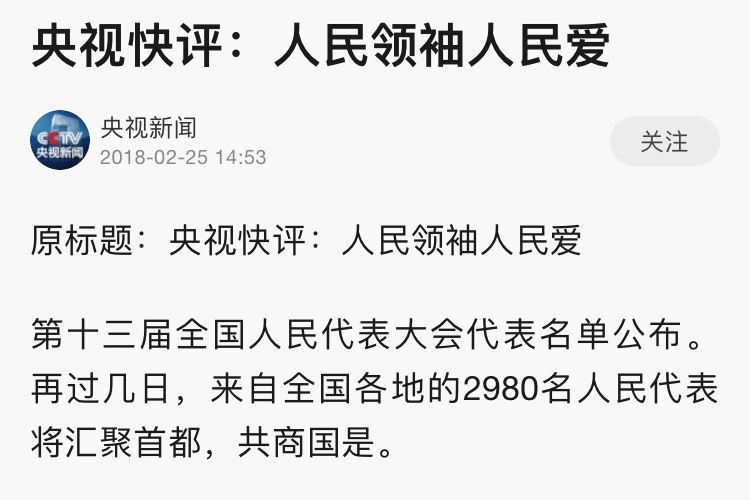 央视快评：人民领袖人民爱
CCTV
央视新闻
央视新闻
2018-02-25 14:53
关注
原标题：央视快评：人民领袖人民爱
第十三届全国人民代表大会代表名单公布。
再过几日，来自全国各地的2980名人民代表
将汇聚首都，共商国是。